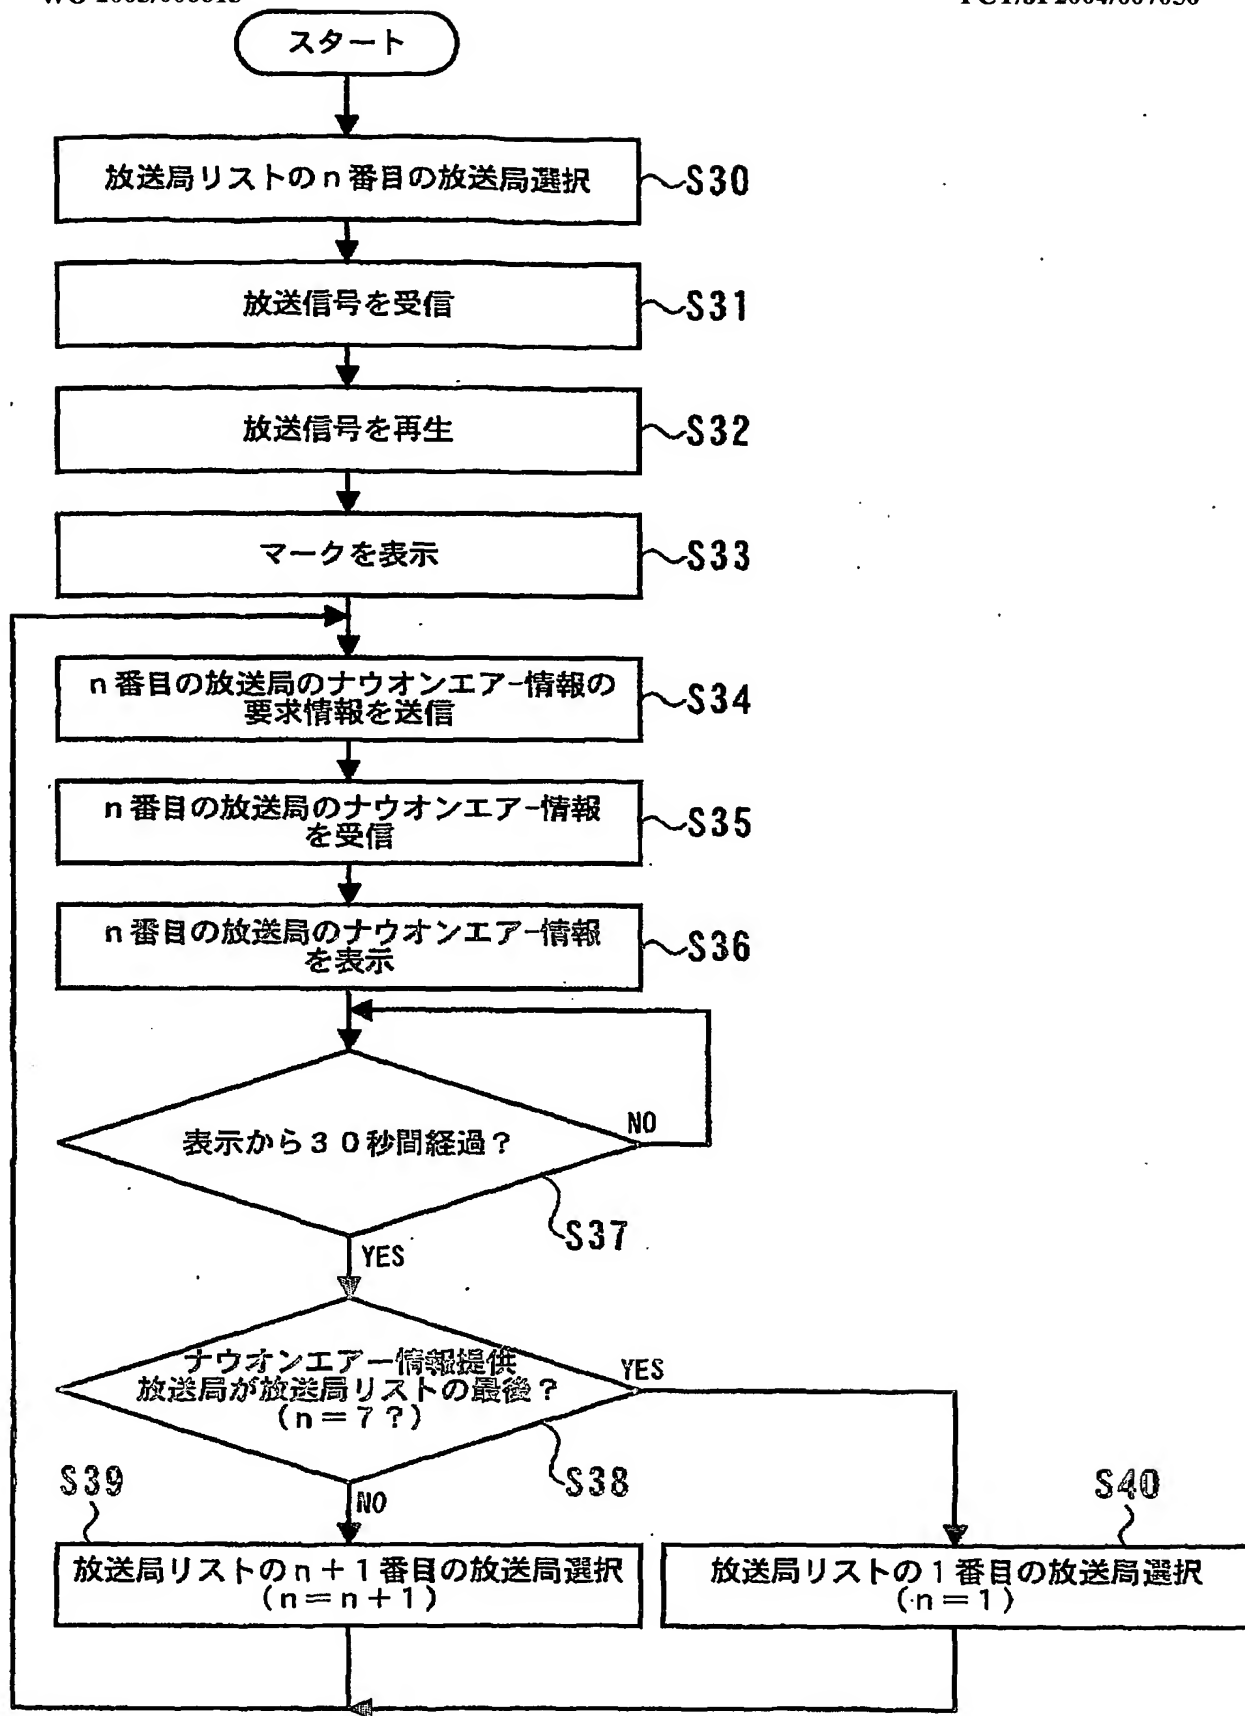 スタート
放送局リストのn番目の放送局選択
S30
放送信号を受信
S31
放送信号を再生
S32
マークを表示
S33
n番目の放送局のナウオンエアー情報の
要求情報を送信
S34
n番目の放送局のナウオンエアー情報
を受信
S35
n番目の放送局のナウオンエアー情報
を表示
S36
表示から30秒間経過?
NO
S37
YES
ナウオンエアー情報提供
放送局が放送局リストの最後?
(n=7?)
YES
S38
NO
S39
放送局リストのn+1番目の放送局選択
(n=n+1)
S40
放送局リストの1番目の放送局選択
(n=1)